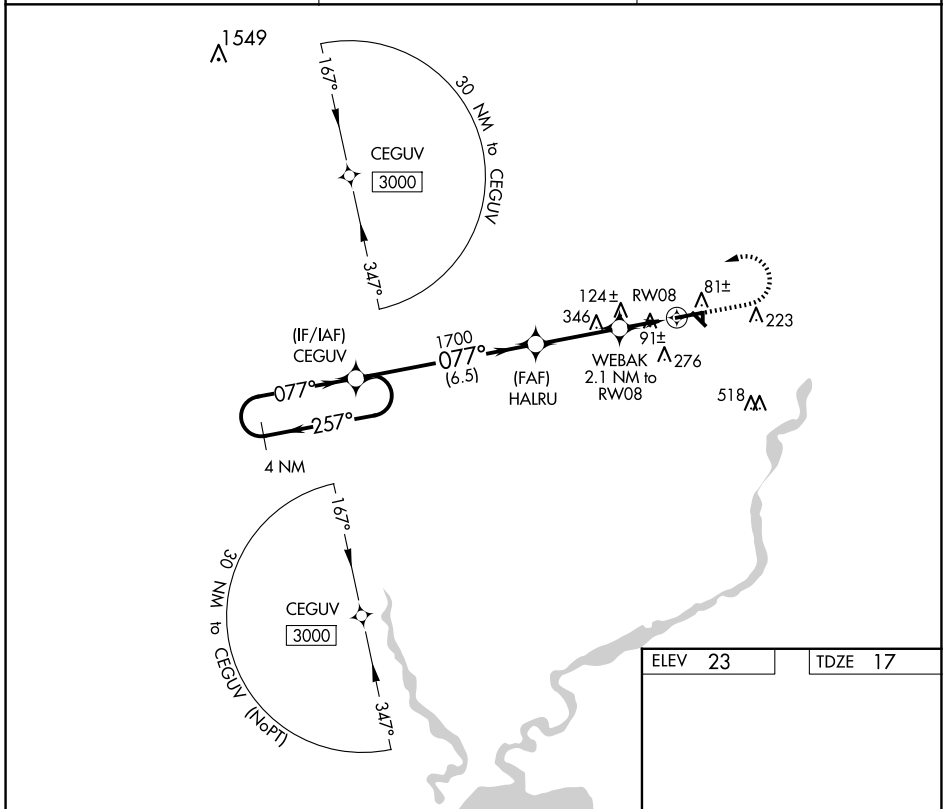 1549
167°
30 NM to CEGUV
CEGUV
3000
347°
(IF/IAF)
CEGUV
1700
077°
(6.5)
(FAF)
HALRU
124±
RW08
81±
346
91±
223
WEBAK
2.1 NM to
RW08
276
518
077°
257°
4 NM
167°
30 NM to CEGUV (NoPT)
CEGUV
3000
347°
ELEV 23
TDZE 17